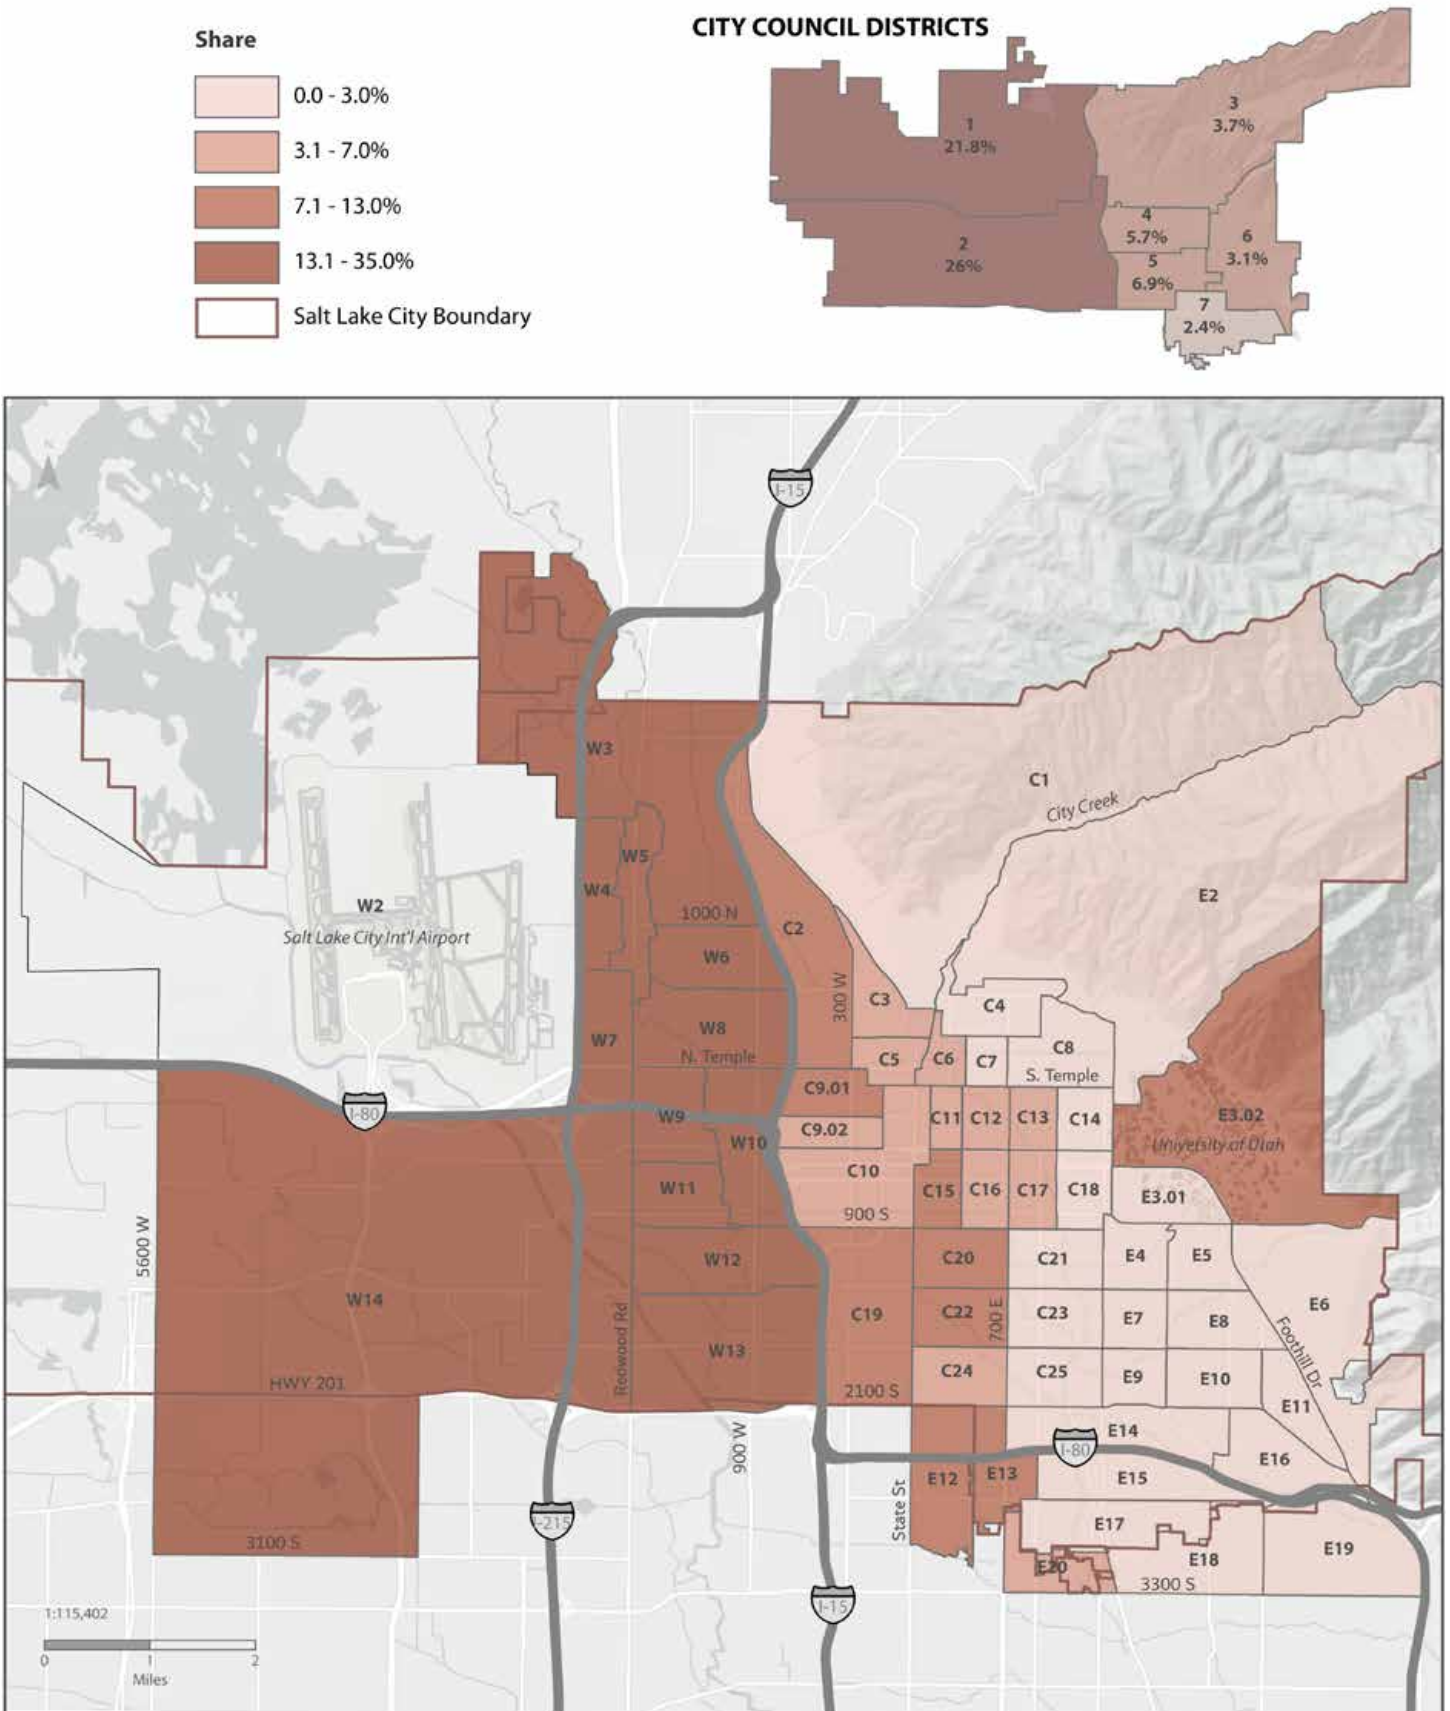 CITY COUNCIL DISTRICTS
Share
0.0 - 3.0%
3.1 - 7.0%
7.1 - 13.0%
13.1 - 35.0%
Salt Lake City Boundary
1
21.8%
3
3.7%
2
26%
4
5.7%
6
3.1%
5
6.9%
7
2.4%
I-15
W3
C1
City Creek
W5
W4
E2
W2
Salt Lake City Int'l Airport
1000 N
C2
W6
300 W
C3
C4
W7
W8
N. Temple
C5
C6
C7
C8
S. Temple
I-80
C9.01
W9
W10
C9.02
C11
C12
C13
C14
E3.02
University of Utah
C10
W11
C15
C16
C17
C18
E3.01
900 S
5600 W
W12
C20
C21
E4
E5
W14
Redwood Rd
C19
C22
700 E
C23
E7
E8
E6
Foothill Dr
W13
HWY 201
2100 S
C24
C25
E9
E10
E11
900 W
E14
I-80
E16
State St
E12
E13
E15
I-215
E17
3100 S
E20
E18
E19
3300 S
I-15
1:115,402
0
1
2
Miles